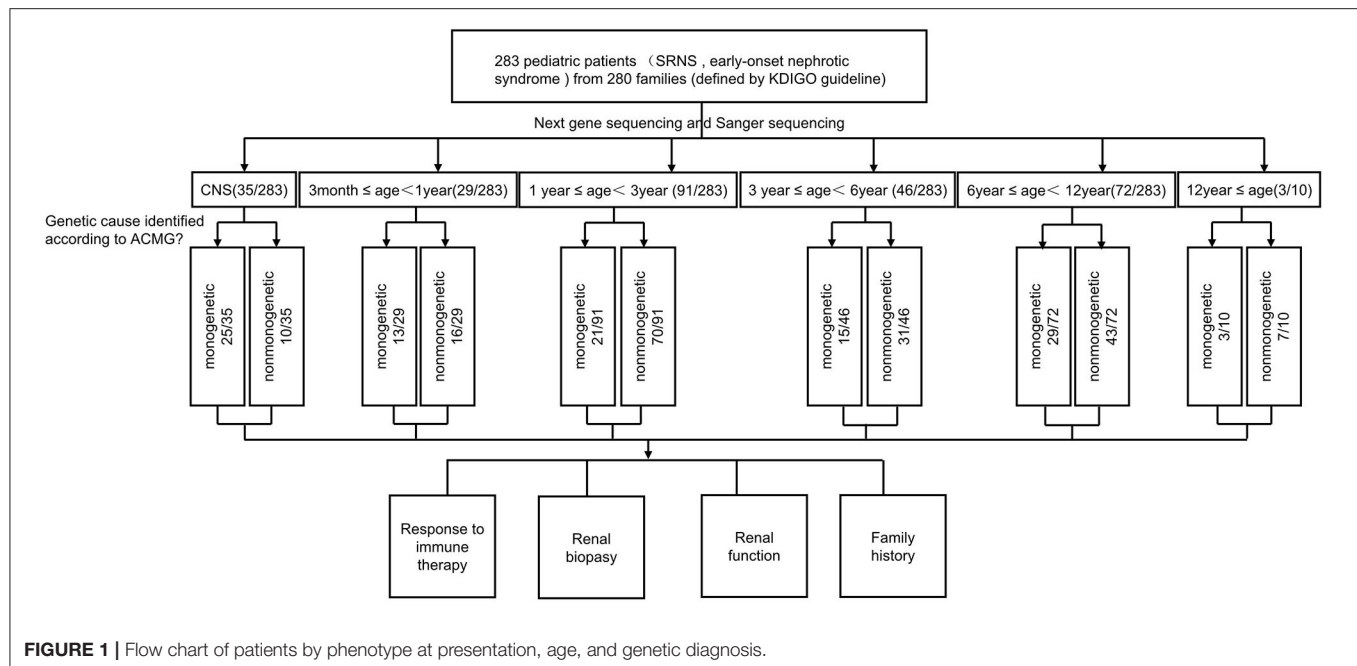 283 pediatric patients （SRNS , early-onset nephrotic
syndrome ) from 280 families (defined by KDIGO guideline)
Next gene sequencing and Sanger sequencing
CNS(35/283)
3month ≤ age＜1year(29/283)
1 year ≤ age＜ 3year (91/283)
3 year ≤ age＜ 6year (46/283)
6year ≤ age＜ 12year(72/283)
12year ≤ age(3/10)
Genetic cause identified
according to ACMG?
monogenetic
25/35
nonmonogenetic
10/35
monogenetic
13/29
nonmonogenetic
16/29
monogenetic
21/91
nonmonogenetic
70/91
monogenetic
15/46
nonmonogenetic
31/46
monogenetic
29/72
nonmonogenetic
43/72
monogenetic
3/10
nonmonogenetic
7/10
Response to
immune
therapy
Renal
biopasy
Renal
function
Family
history
FIGURE 1 | Flow chart of patients by phenotype at presentation, age, and genetic diagnosis.